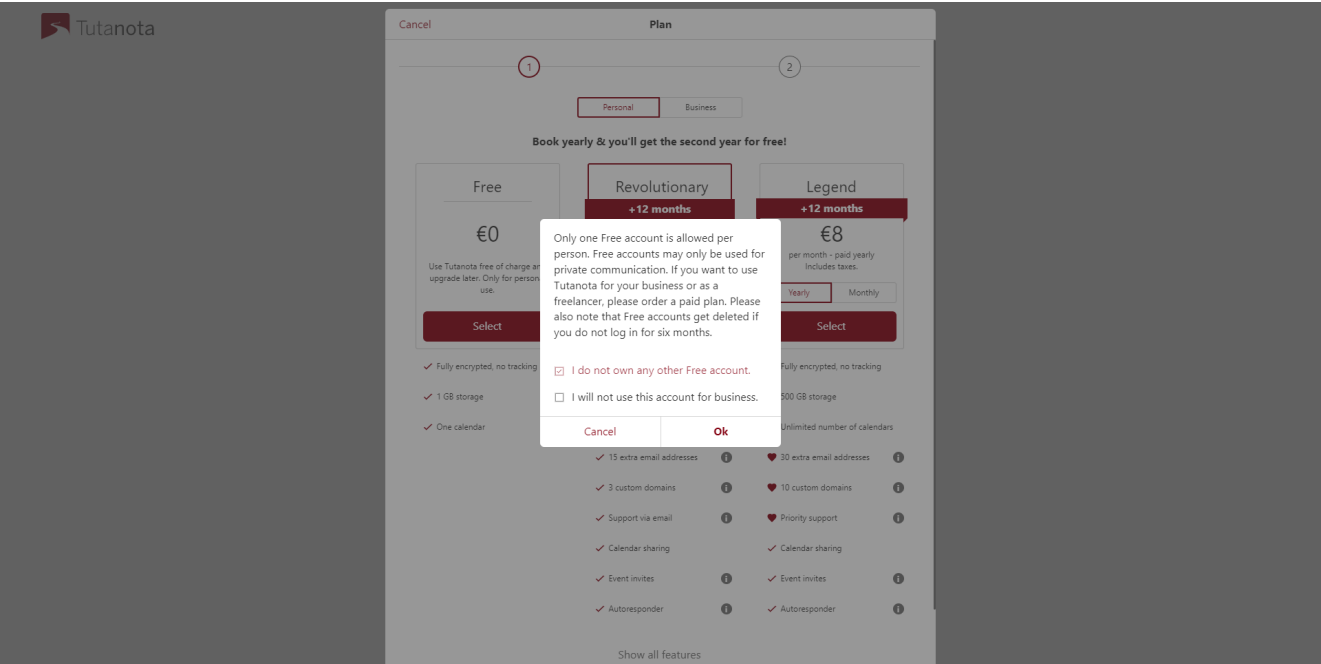 Tutanota
Cancel
Plan
1
2
Personal
Business
Book yearly & you'll get the second year for free!
Free
€0
Use Tutanota free of charge an
upgrade later. Only for person
use.
Select
Fully encrypted, no tracking
1 GB storage
One calendar
Revolutionary
+12 months
Legend
+12 months
€8
per month - paid yearly
Includes taxes.
Yearly
Monthly
Select
Only one Free account is allowed per
person. Free accounts may only be used for
private communication. If you want to use
Tutanota for your business or as a
freelancer, please order a paid plan. Please
also note that Free accounts get deleted if
you do not log in for six months.
I do not own any other Free account.
I will not use this account for business.
Cancel
Ok
15 extra email addresses
3 custom domains
Support via email
Calendar sharing
Event invites
Autoresponder
Fully encrypted, no tracking
500 GB storage
Unlimited number of calendars
30 extra email addresses
10 custom domains
Priority support
Calendar sharing
Event invites
Autoresponder
Show all features